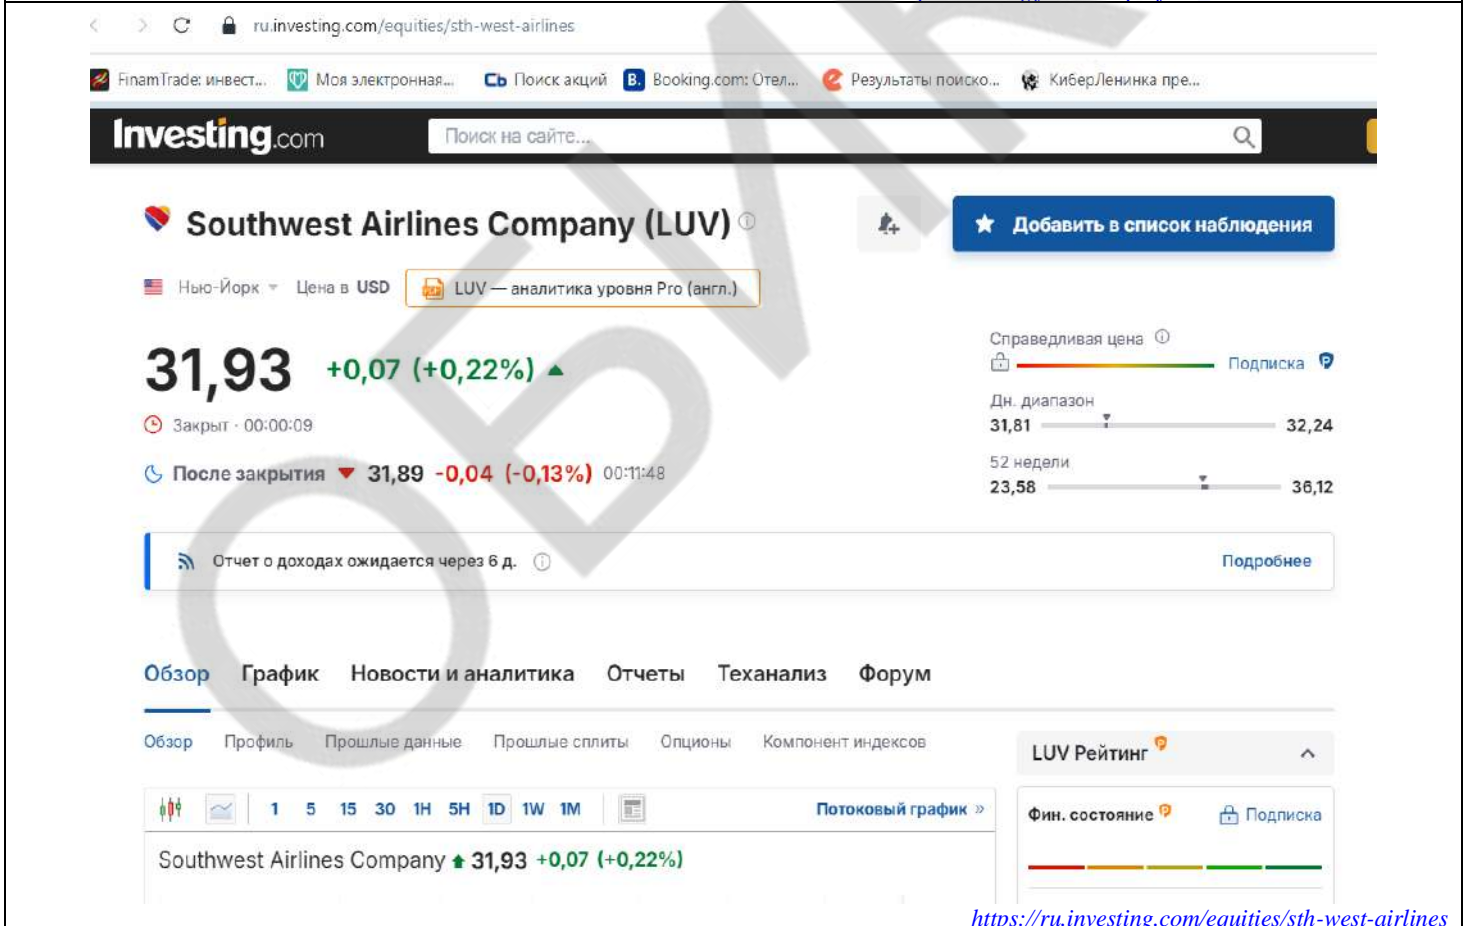 ru.investing.com/equities/sth-west-airlines
FinamTrade: инвест... Моя электронная... Сb Поиск акций B. Booking.com: Отел... Результаты поиско... КиберЛенинка пре...
Investing.com Поиск на сайте...
Southwest Airlines Company (LUV)
Добавить в список наблюдения
Нью-Йорк Цена в USD LUV — аналитика уровня Pro (англ.)
Справедливая цена
Подписка
31,93 +0,07 (+0,22%)
Дн. диапазон
31,81 32,24
Закрыт · 00:00:09
52 недели
23,58 36,12
После закрытия 31,89 -0,04 (-0,13%) 00:11:48
Отчет о доходах ожидается через 6 д. Подробнее
Обзор График Новости и аналитика Отчеты Теханализ Форум
Обзор Профиль Прошлые данные Прошлые сплиты Опционы Компонент индексов
LUV Рейтинг
1 5 15 30 1H 5H 1D 1W 1M Потоковый график »
Фин. состояние Подписка
Southwest Airlines Company 31,93 +0,07 (+0,22%)
https://ru.investing.com/equities/sth-west-airlines